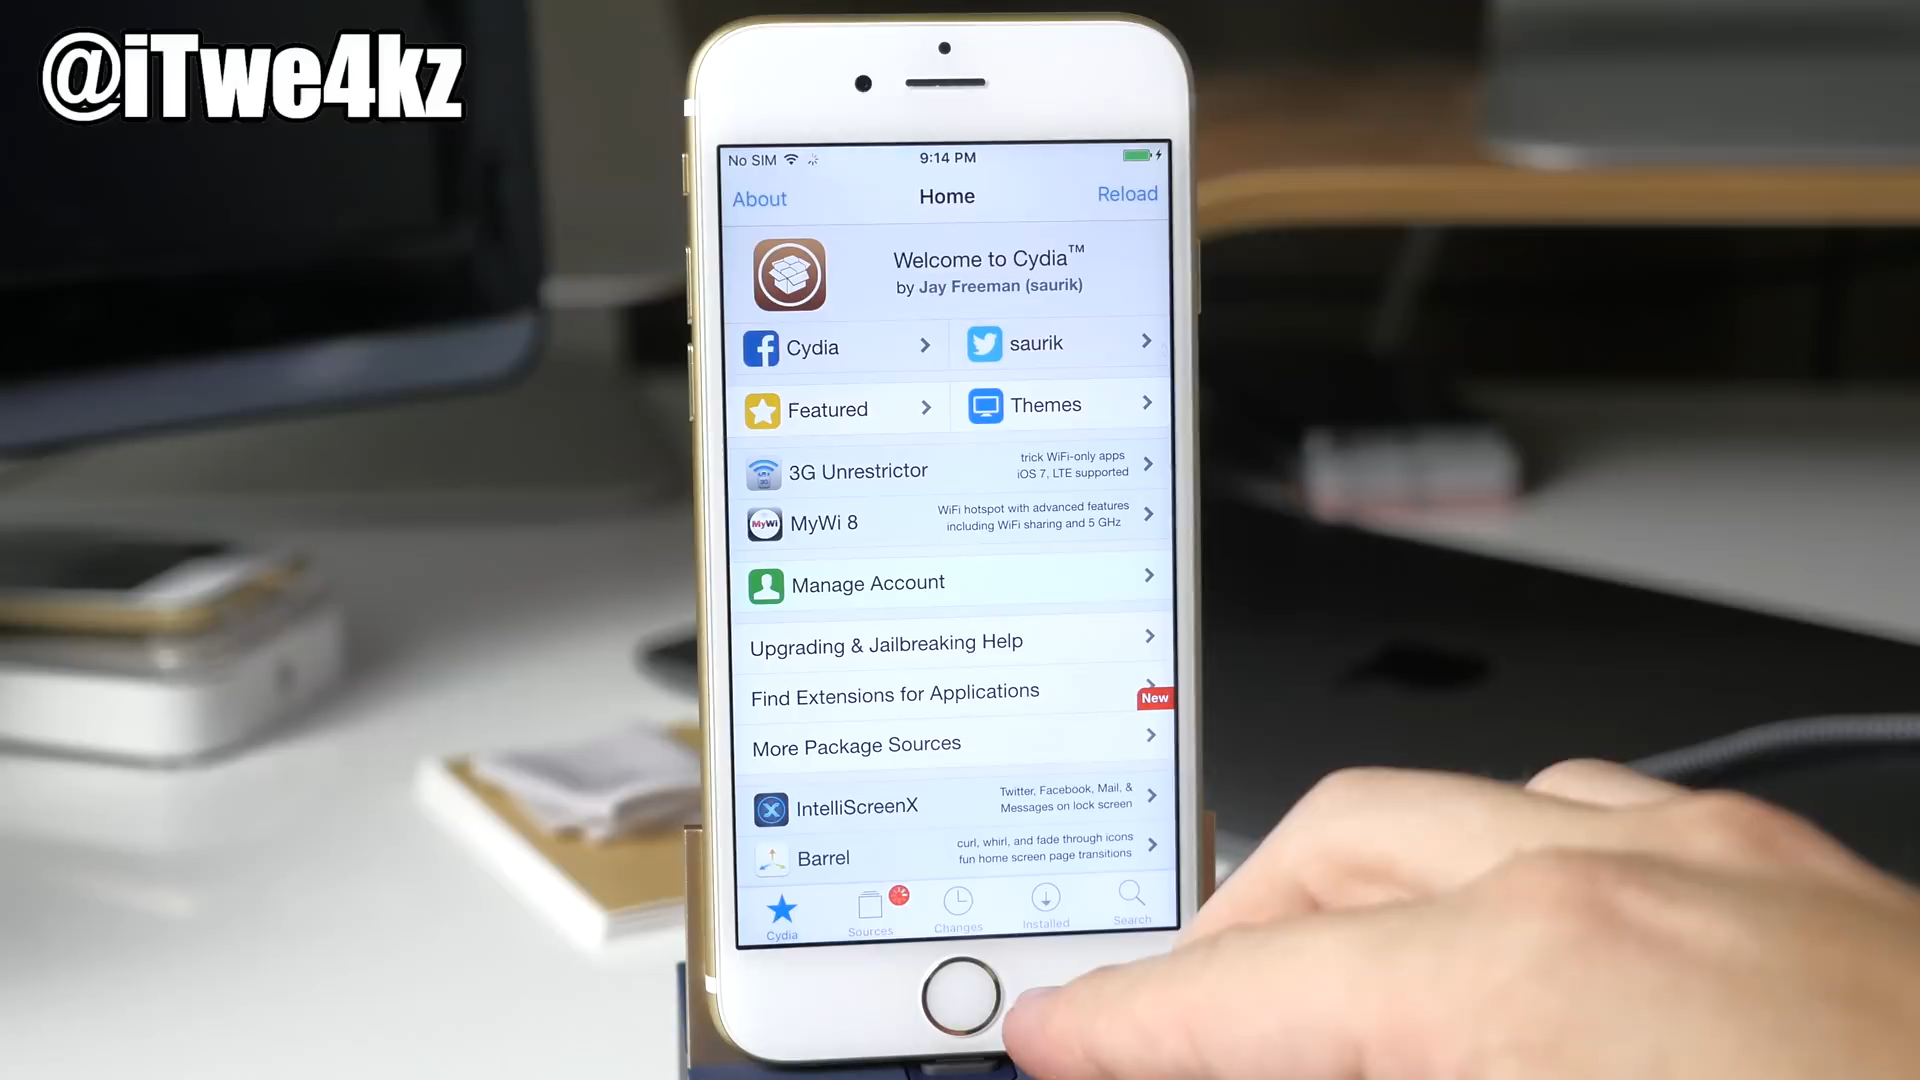 @iTwe4kz
No SIM 9:14 PM
About Home Reload
Welcome to Cydia™
by Jay Freeman (saurik)
Cydia saurik
Featured Themes
3G Unrestrictor trick WiFi-only apps
iOS 7, LTE supported
MyWi MyWi 8 WiFi hotspot with advanced features
including WiFi sharing and 5 GHz
Manage Account
Upgrading & Jailbreaking Help
Find Extensions for Applications New
More Package Sources
IntelliScreenX Twitter, Facebook, Mail, &
Messages on lock screen
Barrel curl, whirl, and fade through icons
fun home screen page transitions
Cydia Sources Changes Installed Search